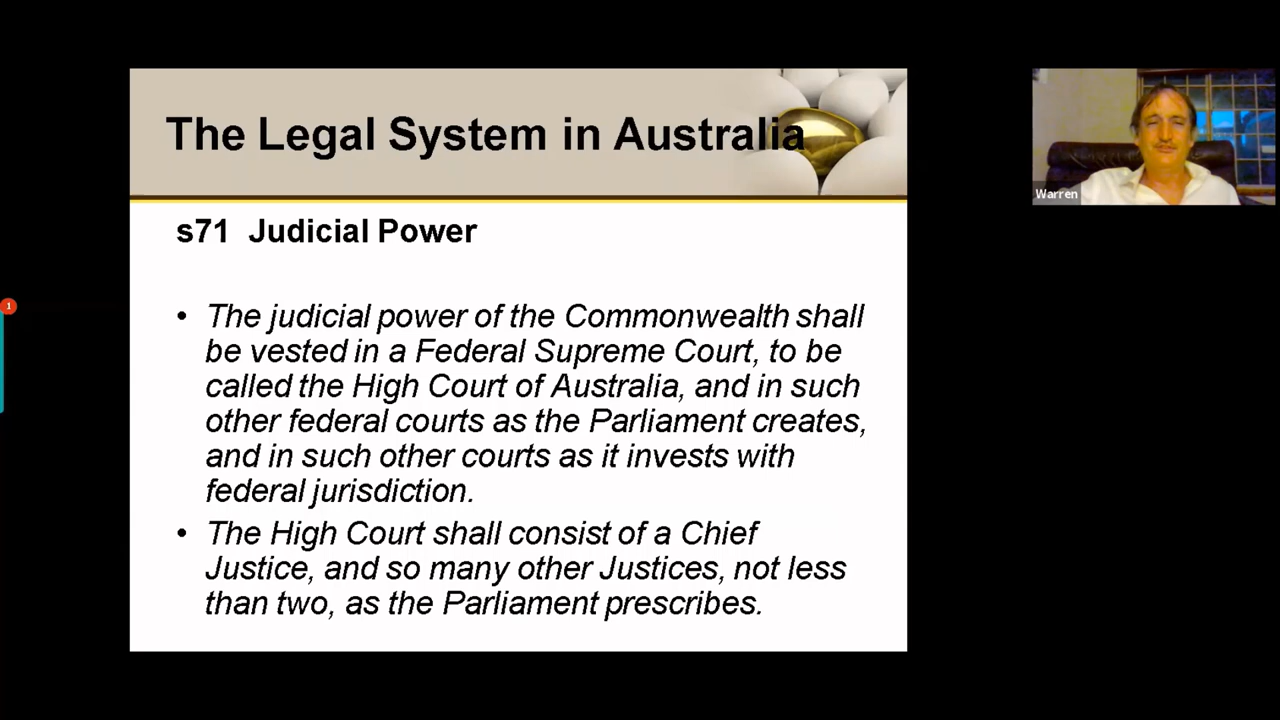 The Legal System in Australia
s71 Judicial Power
• The judicial power of the Commonwealth shall
be vested in a Federal Supreme Court, to be
called the High Court of Australia, and in such
other federal courts as the Parliament creates,
and in such other courts as it invests with
federal jurisdiction.
• The High Court shall consist of a Chief
Justice, and so many other Justices, not less
than two, as the Parliament prescribes.
Warren
1